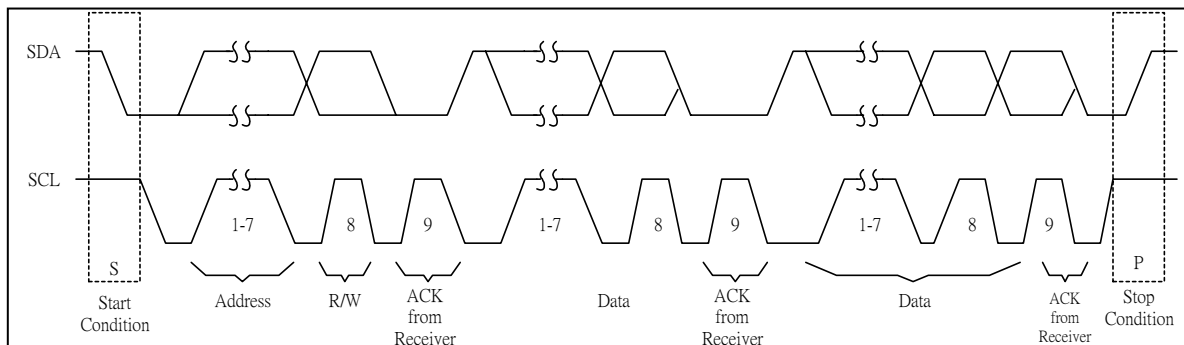 SDA
SCL
1-7
8
9
1-7
8
9
1-7
8
9
S
P
Start
Condition
Address
R/W
ACK
from
Receiver
Data
ACK
from
Receiver
Data
ACK
from
Receiver
Stop
Condition